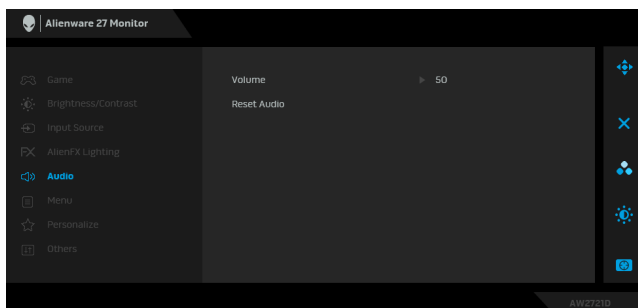 Alienware 27 Monitor
Game
Brightness/Contrast
Input Source
AlienFX Lighting
Audio
Menu
Personalize
Others
Volume 50
Reset Audio
AW2721D